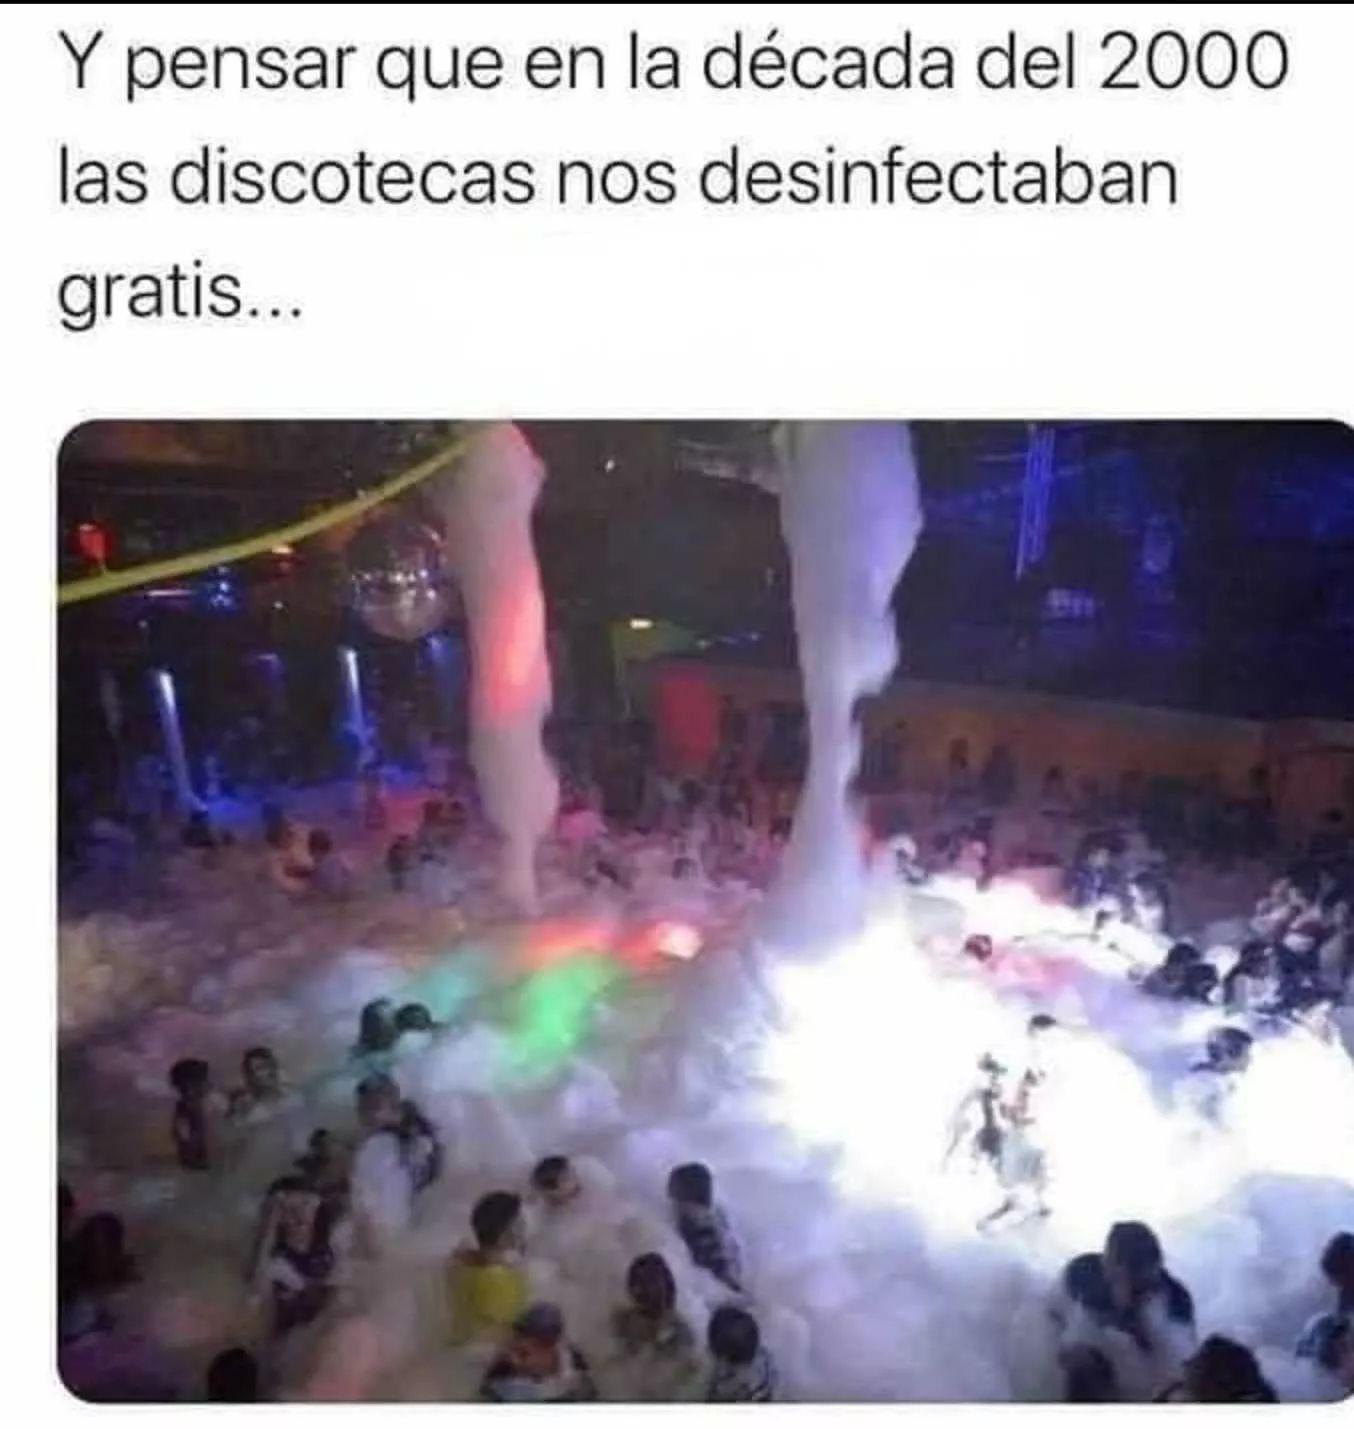 Y pensar que en la década del 2000
las discotecas nos desinfectaban
gratis...